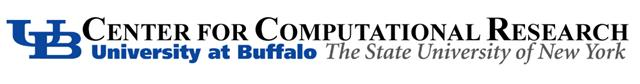 UB CENTER FOR COMPUTATIONAL RESEARCH
University at Buffalo The State University of New York